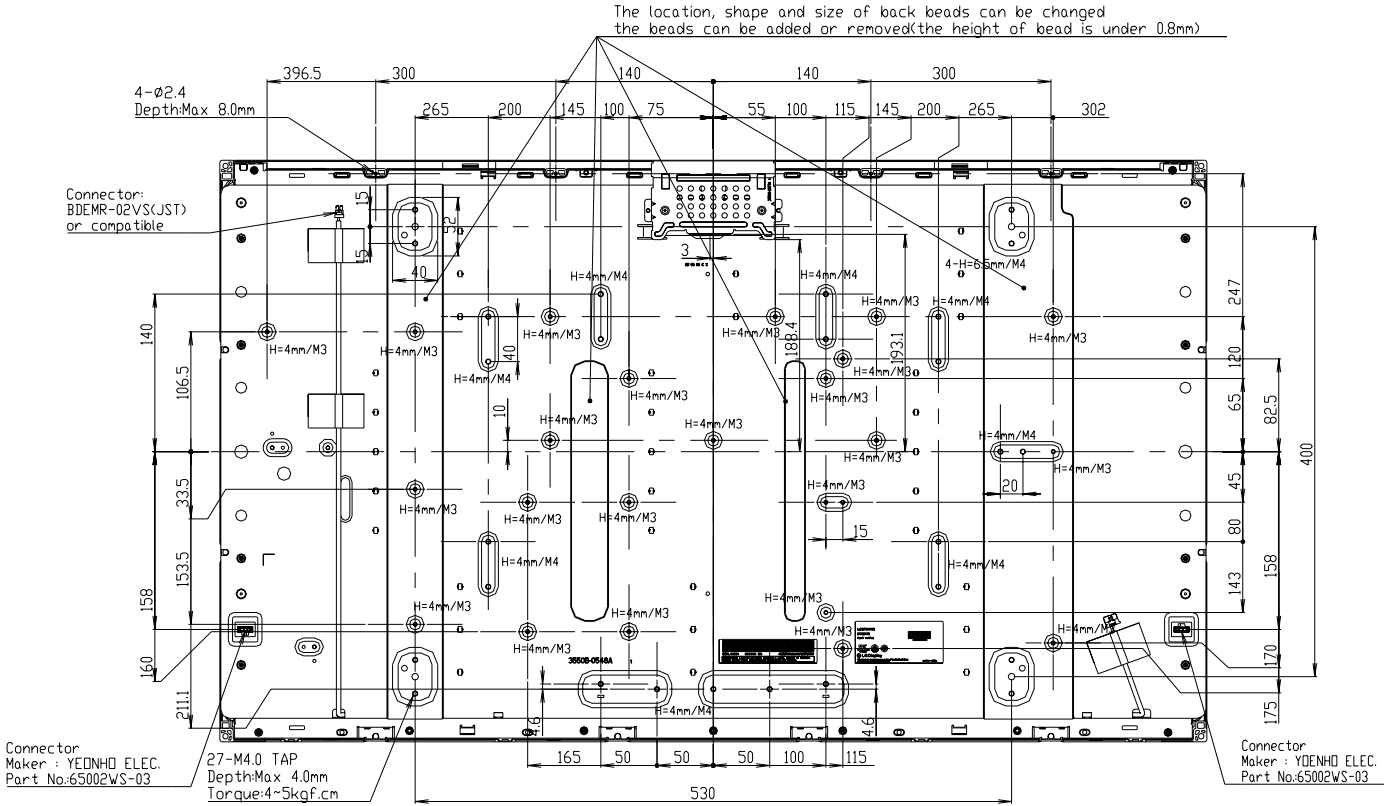 The location, shape and size of back beads can be changed
the beads can be added or removed(the height of bead is under 0.8mm)
396.5 300 140 140 300
4-Ø2.4
Depth:Max 8.0mm
265 200 145 100 75 55 100 115 145 200 265 302
Connector:
BDEMR-02VS(JST)
or compatible
15
52
15
40
3
4-H=6.5mm/M4
H=4mm/M4
H=4mm/M4
H=4mm/M3
H=4mm/M4
247
140
H=4mm/M3
H=4mm/M3
H=4mm/M3
H=4mm/M3
H=4mm/M3
40
188.4
193.1
120
H=4mm/M3
H=4mm/M4
106.5
H=4mm/M3
H=4mm/M3
65
82.5
10
H=4mm/M3
H=4mm/M3
H=4mm/M4
400
H=4mm/M3
H=4mm/M3
20
45
33.5
H=4mm/M3
H=4mm/M3
H=4mm/M3
H=4mm/M3
15
80
153.5
H=4mm/M4
H=4mm/M4
158
158
143
H=4mm/M3
H=4mm/M3
H=4mm/M3
H=4mm/M3
H=4mm/M3
H=4mm/M3
160
170
3550B-0548A 1
211.1
175
H=4mm/M4
4.6
4.6
Connector
Maker : YEONHO ELEC.
Part No.:65002WS-03
27-M4.0 TAP
Depth:Max 4.0mm
Torque:4~5kgf.cm
165 50 50 50 100 115
530
Connector
Maker : YOENHO ELEC.
Part No.:65002WS-03